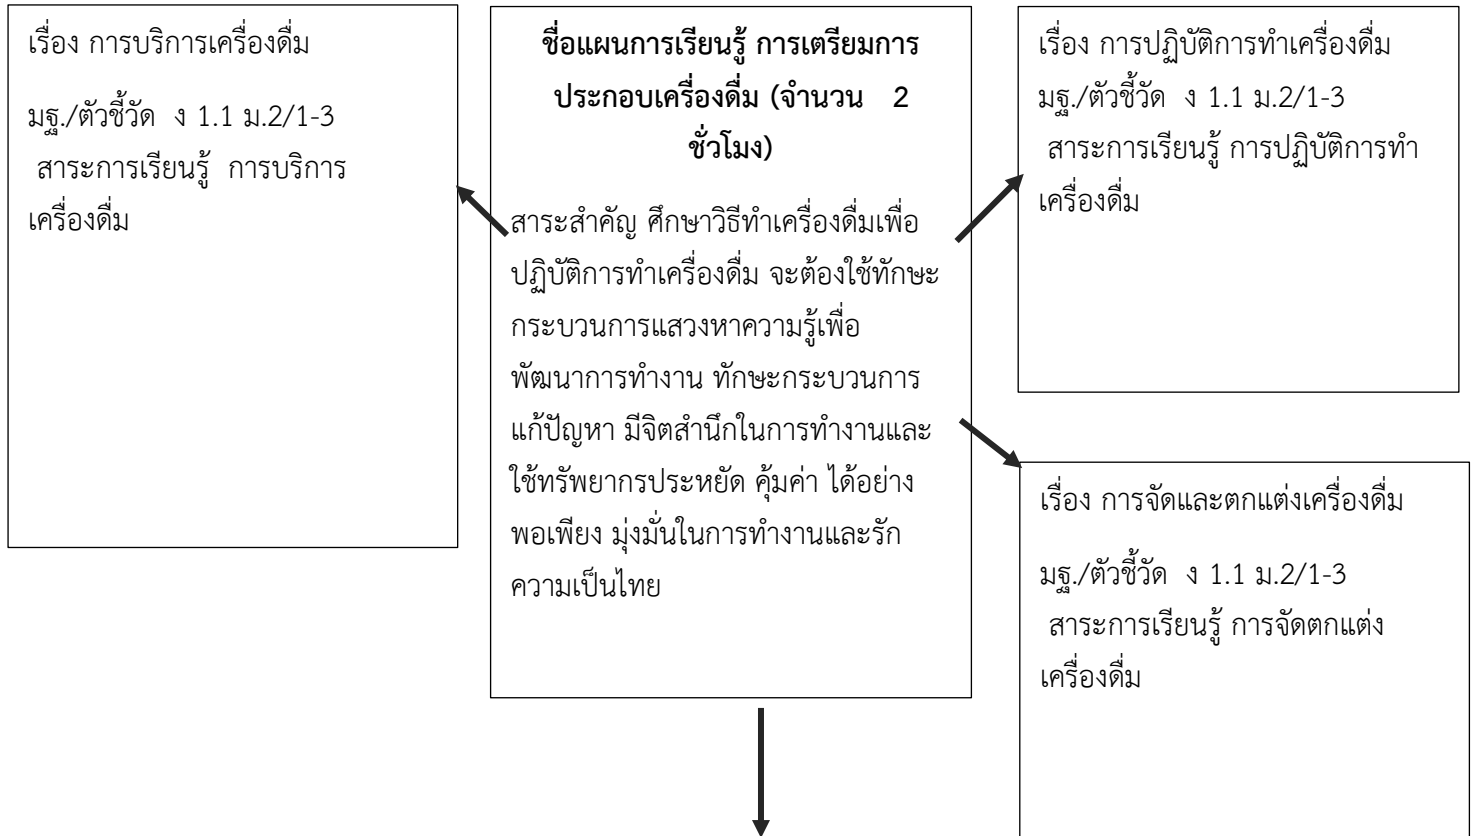 เรื่อง การบริการเครื่องดื่ม
มฐ./ตัวชี้วัด  ง 1.1 ม.2/1-3
สาระการเรียนรู้  การบริการ
เครื่องดื่ม
ชื่อแผนการเรียนรู้ การเตรียมการ
ประกอบเครื่องดื่ม (จำนวน   2
ชั่วโมง)
สาระสำคัญ ศึกษาวิธีทำเครื่องดื่มเพื่อ
ปฏิบัติการทำเครื่องดื่ม จะต้องใช้ทักษะ
กระบวนการแสวงหาความรู้เพื่อ
พัฒนาการทำงาน ทักษะกระบวนการ
แก้ปัญหา มีจิตสำนึกในการทำงานและ
ใช้ทรัพยากรประหยัด คุ้มค่า ได้อย่าง
พอเพียง มุ่งมั่นในการทำงานและรัก
ความเป็นไทย
เรื่อง การปฏิบัติการทำเครื่องดื่ม
มฐ./ตัวชี้วัด  ง 1.1 ม.2/1-3
สาระการเรียนรู้ การปฏิบัติการทำ
เครื่องดื่ม
เรื่อง การจัดและตกแต่งเครื่องดื่ม
มฐ./ตัวชี้วัด  ง 1.1 ม.2/1-3
สาระการเรียนรู้ การจัดตกแต่ง
เครื่องดื่ม